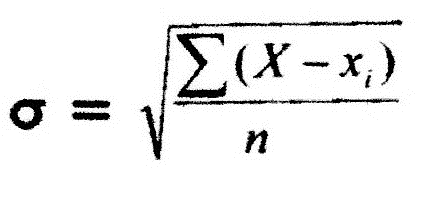 σ = √(∑(X − xᵢ) / n)